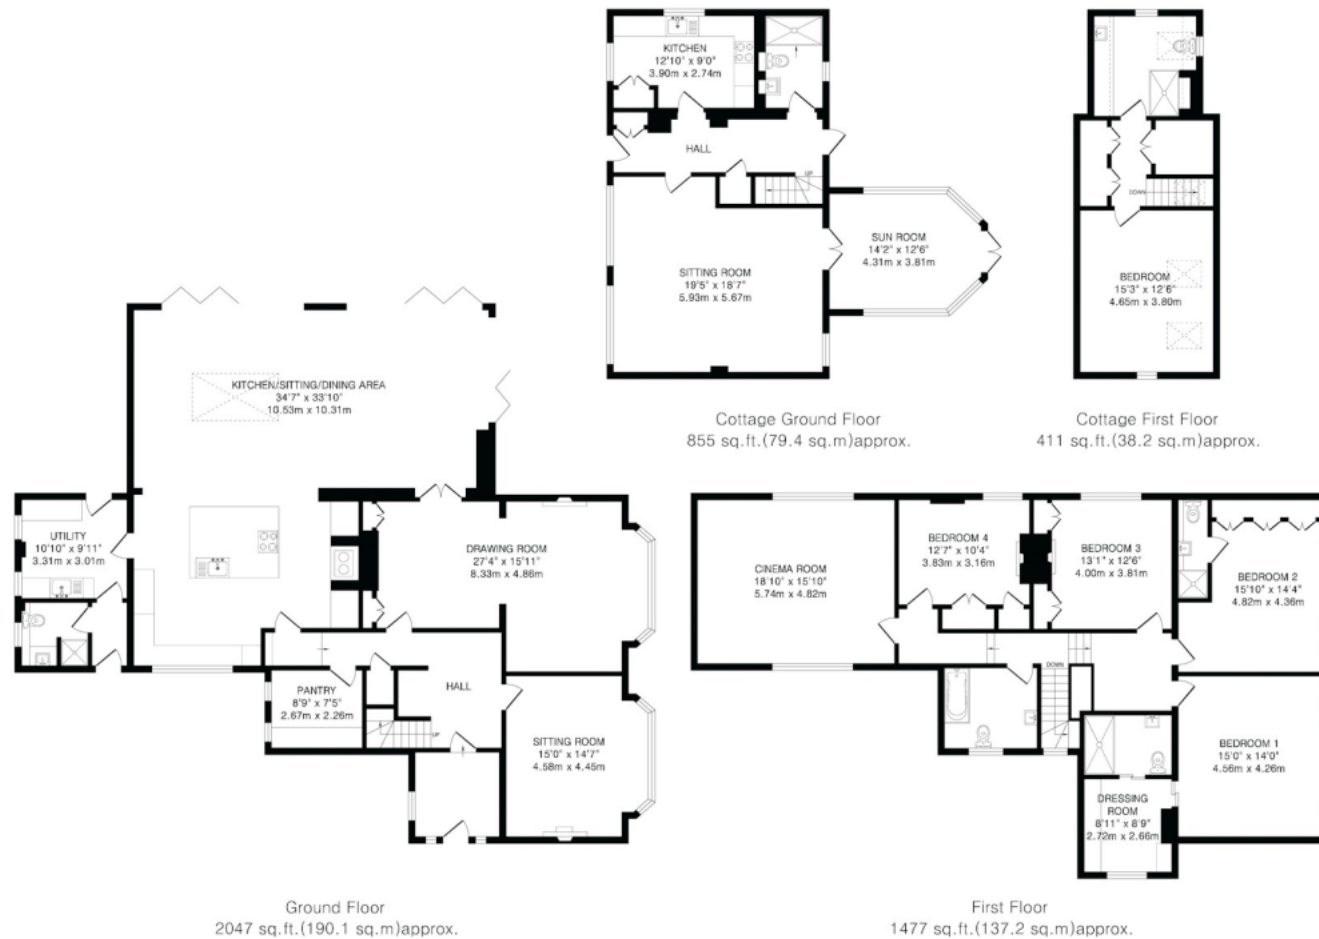 KITCHEN
12'10" x 9'0"
3.90m x 2.74m
HALL
UP
SITTING ROOM
19'5" x 18'7"
5.93m x 5.67m
SUN ROOM
14'2" x 12'6"
4.31m x 3.81m
Cottage Ground Floor
855 sq.ft.(79.4 sq.m)approx.
DOWN
BEDROOM
15'3" x 12'6"
4.65m x 3.80m
Cottage First Floor
411 sq.ft.(38.2 sq.m)approx.
KITCHEN/SITTING/DINING AREA
34'7" x 33'10"
10.53m x 10.31m
UTILITY
10'10" x 9'11"
3.31m x 3.01m
DRAWING ROOM
27'4" x 15'11"
8.33m x 4.86m
PANTRY
8'9" x 7'5"
2.67m x 2.26m
HALL
UP
SITTING ROOM
15'0" x 14'7"
4.58m x 4.45m
Ground Floor
2047 sq.ft.(190.1 sq.m)approx.
CINEMA ROOM
18'10" x 15'10"
5.74m x 4.82m
BEDROOM 4
12'7" x 10'4"
3.83m x 3.16m
BEDROOM 3
13'1" x 12'6"
4.00m x 3.81m
BEDROOM 2
15'10" x 14'4"
4.82m x 4.36m
DOWN
BEDROOM 1
15'0" x 14'0"
4.56m x 4.26m
DRESSING
ROOM
8'11" x 8'9"
2.72m x 2.66m
First Floor
1477 sq.ft.(137.2 sq.m)approx.